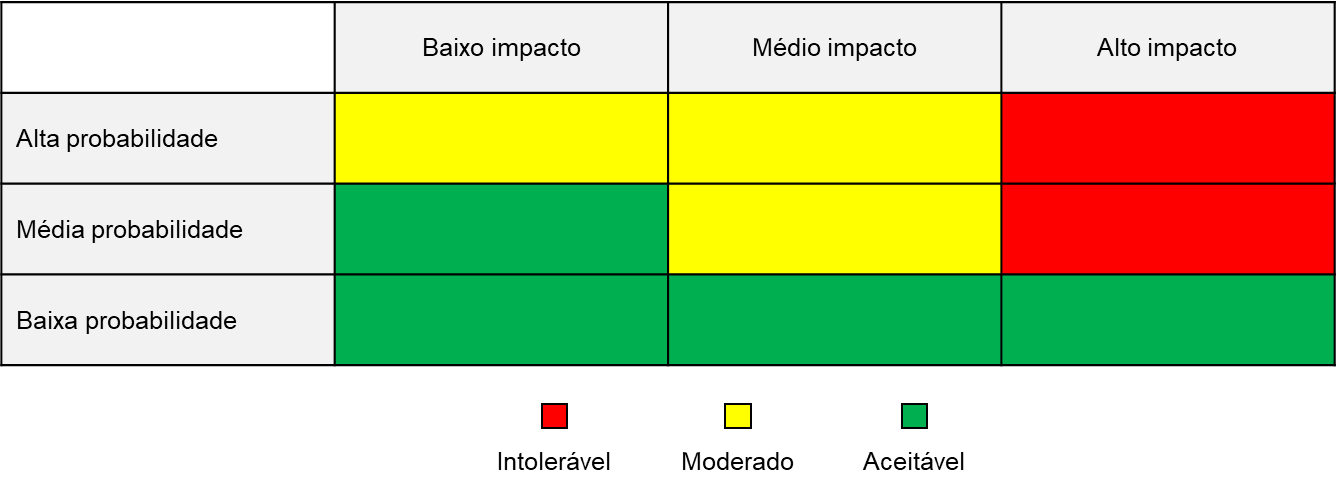 Baixo impacto
Médio impacto
Alto impacto
Alta probabilidade
Média probabilidade
Baixa probabilidade
Intolerável
Moderado
Aceitável